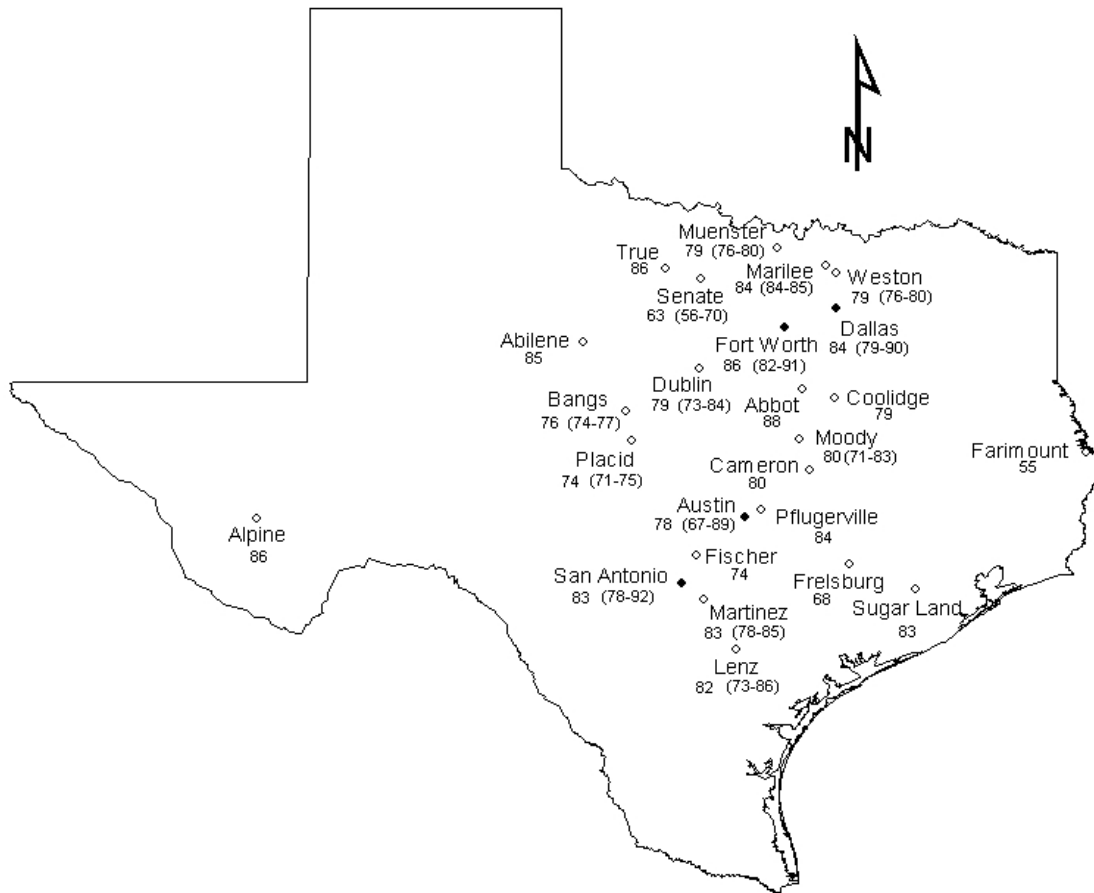 N
Muenster
79 (76-80)
True
86
Marilee
84 (84-85)
Weston
79 (76-80)
Senate
63 (56-70)
Dallas
84 (79-90)
Abilene
85
Fort Worth
86 (82-91)
Dublin
79 (73-84)
Abbot
88
Coolidge
79
Bangs
76 (74-77)
Moody
80 (71-83)
Placid
74 (71-75)
Cameron
80
Farimount
55
Austin
78 (67-89)
Pflugerville
84
Alpine
86
Fischer
74
San Antonio
83 (78-92)
Frelsburg
68
Sugar Land
83
Martinez
83 (78-85)
Lenz
82 (73-86)